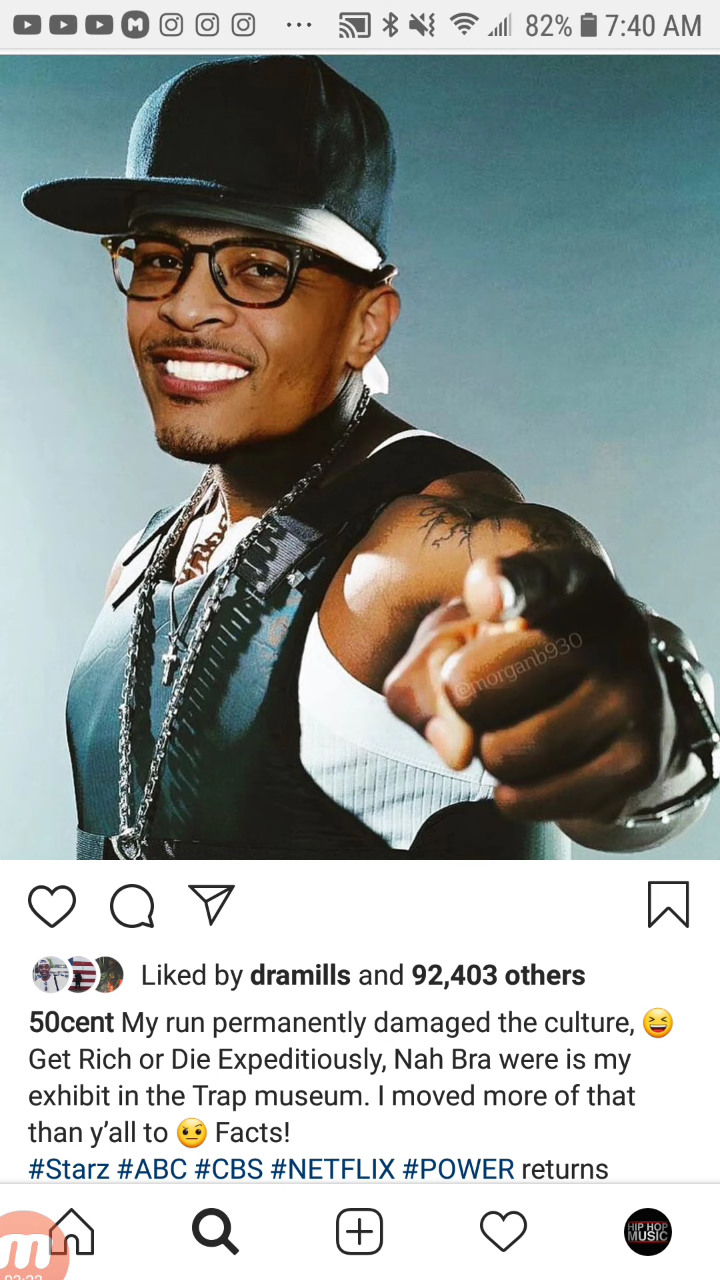 82% 7:40 AM
@morganb930
Liked by dramills and 92,403 others
50cent My run permanently damaged the culture, 😆
Get Rich or Die Expeditiously, Nah Bra were is my
exhibit in the Trap museum. I moved more of that
than y’all to 🤨 Facts!
#Starz #ABC #CBS #NETFLIX #POWER returns
HIP HOP
MUSIC